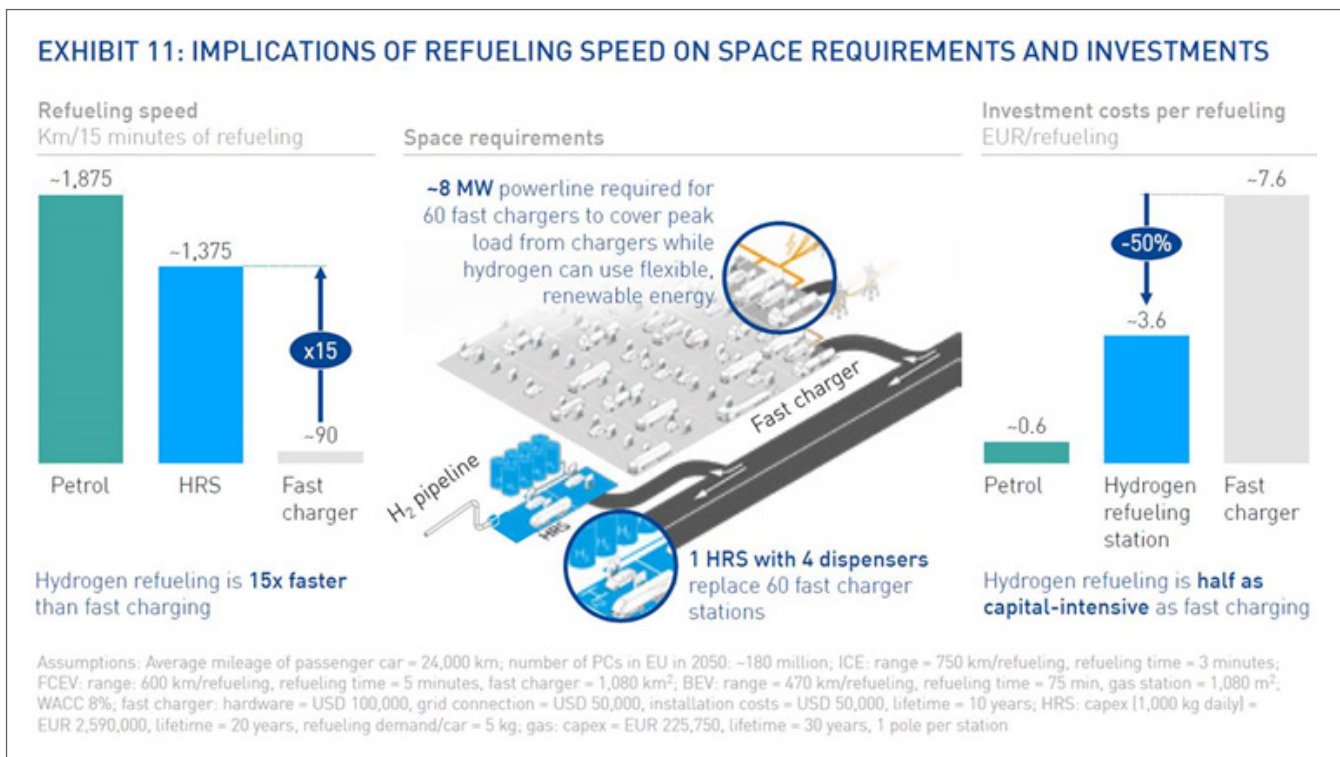 EXHIBIT 11: IMPLICATIONS OF REFUELING SPEED ON SPACE REQUIREMENTS AND INVESTMENTS
Refueling speed
Km/15 minutes of refueling
~1,875
~1,375
x15
~90
Petrol
HRS
Fast
charger
Hydrogen refueling is 15x faster
than fast charging
Space requirements
~8 MW powerline required for
60 fast chargers to cover peak
load from chargers while
hydrogen can use flexible,
renewable energy
Fast charger
H₂ pipeline
HRS
1 HRS with 4 dispensers
replace 60 fast charger
stations
Investment costs per refueling
EUR/refueling
~7.6
-50%
~3.6
~0.6
Petrol
Hydrogen
refueling
station
Fast
charger
Hydrogen refueling is half as
capital-intensive as fast charging
Assumptions: Average mileage of passenger car = 24,000 km; number of PCs in EU in 2050: ~180 million; ICE: range = 750 km/refueling, refueling time = 3 minutes;
FCEV: range: 600 km/refueling, refueling time = 5 minutes, fast charger = 1,080 km²; BEV: range = 470 km/refueling, refueling time = 75 min, gas station = 1,080 m²;
WACC 8%; fast charger: hardware = USD 100,000, grid connection = USD 50,000, installation costs = USD 50,000, lifetime = 10 years; HRS: capex (1,000 kg daily) =
EUR 2,590,000, lifetime = 20 years, refueling demand/car = 5 kg; gas: capex = EUR 225,750, lifetime = 30 years, 1 pole per station